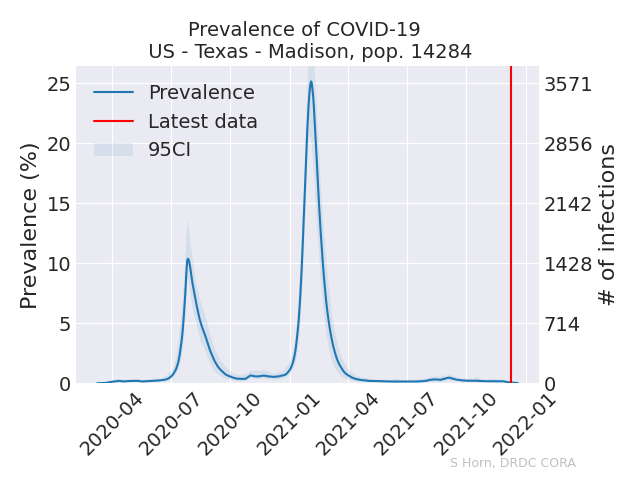 Prevalence of COVID-19
US - Texas - Madison, pop. 14284
Prevalence
Latest data
95CI
Prevalence (%)
25
20
15
10
5
0
3571
2856
2142
1428
714
0
# of infections
2020-04
2020-07
2020-10
2021-01
2021-04
2021-07
2021-10
2022-01
S Horn, DRDC CORA